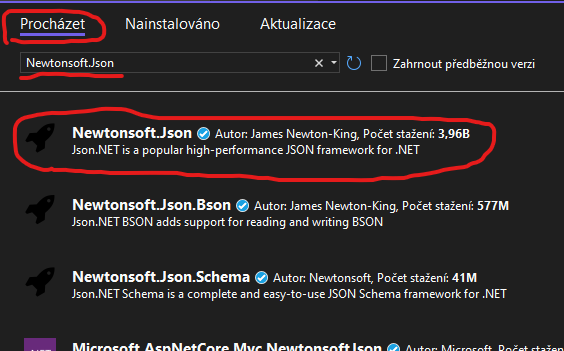 Procházet Nainstalováno Aktualizace
Newtonsoft.Json Zahrnout předběžnou verzi
Newtonsoft.Json Autor: James Newton-King, Počet stažení: 3,96B
Json.NET is a popular high-performance JSON framework for .NET
Newtonsoft.Json.Bson Autor: James Newton-King, Počet stažení: 577M
Json.NET BSON adds support for reading and writing BSON
Newtonsoft.Json.Schema Autor: Newtonsoft, Počet stažení: 41M
Json.NET Schema is a complete and easy-to-use JSON Schema framework for .NET
.NET Microsoft.AspNetCore.Mvc.NewtonsoftJson Autor: Microsoft, Počet stažen